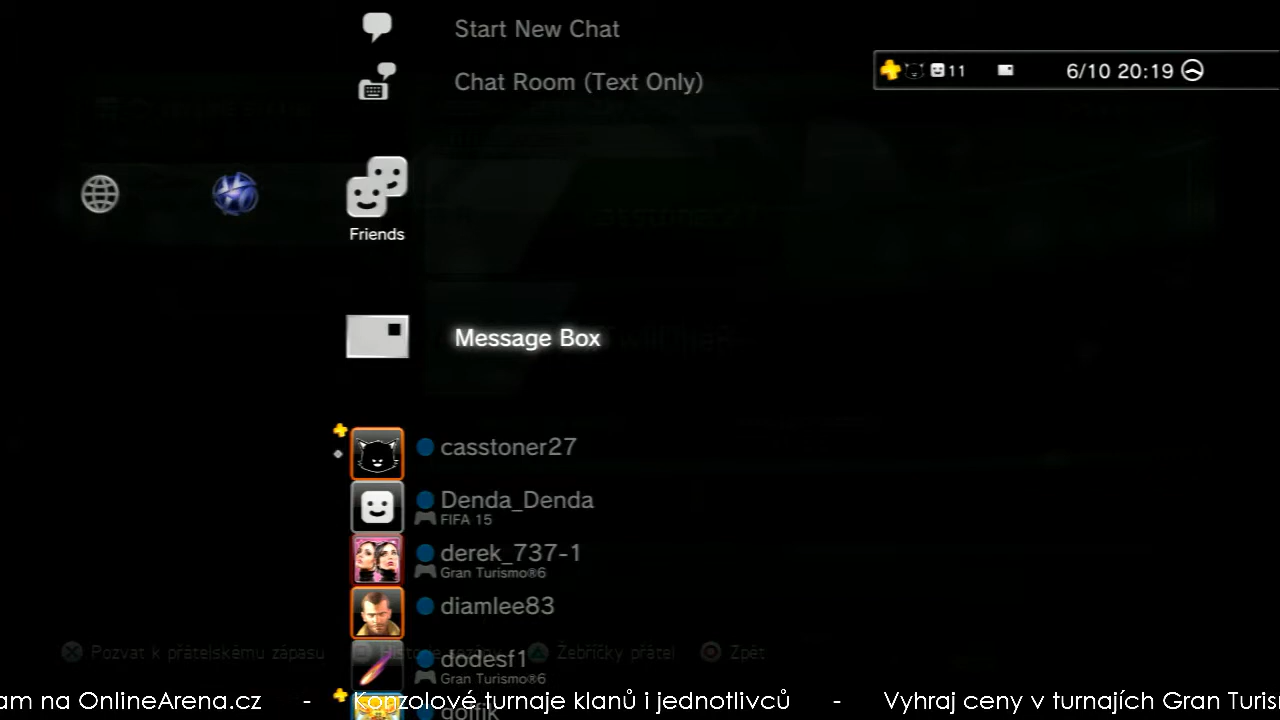 Start New Chat
Chat Room (Text Only)
11
6/10 20:19
Friends
Message Box
casstoner27
Denda_Denda
FIFA 15
derek_737-1
Gran Turismo®6
diamlee83
Pozvat k přátelskému zápasu
Žebříčky přátel
Zpět
dodesf1
Gran Turismo®6
am na OnlineArena.cz - Konzolové turnaje klanů i jednotlivců - Vyhraj ceny v turnajích Gran Turis
golfik